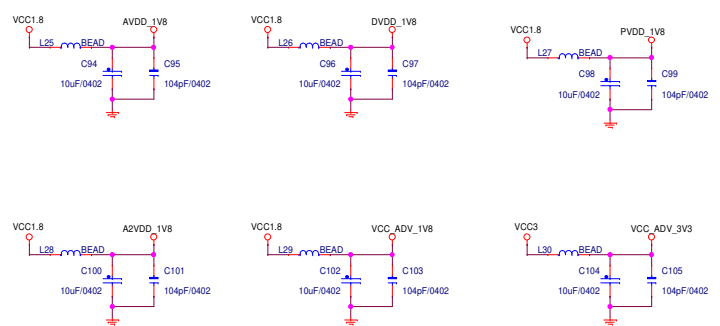 VCC1.8 AVDD_1V8
L25 BEAD
C94 C95
10uF/0402 104pF/0402
VCC1.8 DVDD_1V8
L26 BEAD
C96 C97
10uF/0402 104pF/0402
VCC1.8 PVDD_1V8
L27 BEAD
C98 C99
10uF/0402 104pF/0402
VCC1.8 A2VDD_1V8
L28 BEAD
C100 C101
10uF/0402 104pF/0402
VCC1.8 VCC_ADV_1V8
L29 BEAD
C102 C103
10uF/0402 104pF/0402
VCC3 VCC_ADV_3V3
L30 BEAD
C104 C105
10uF/0402 104pF/0402